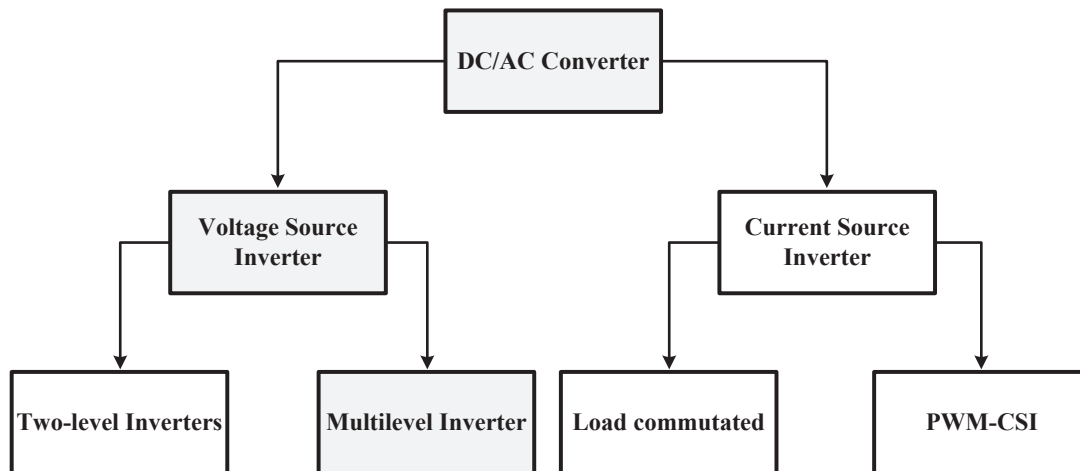 DC/AC Converter
Voltage Source
Inverter
Current Source
Inverter
Two-level Inverters
Multilevel Inverter
Load commutated
PWM-CSI